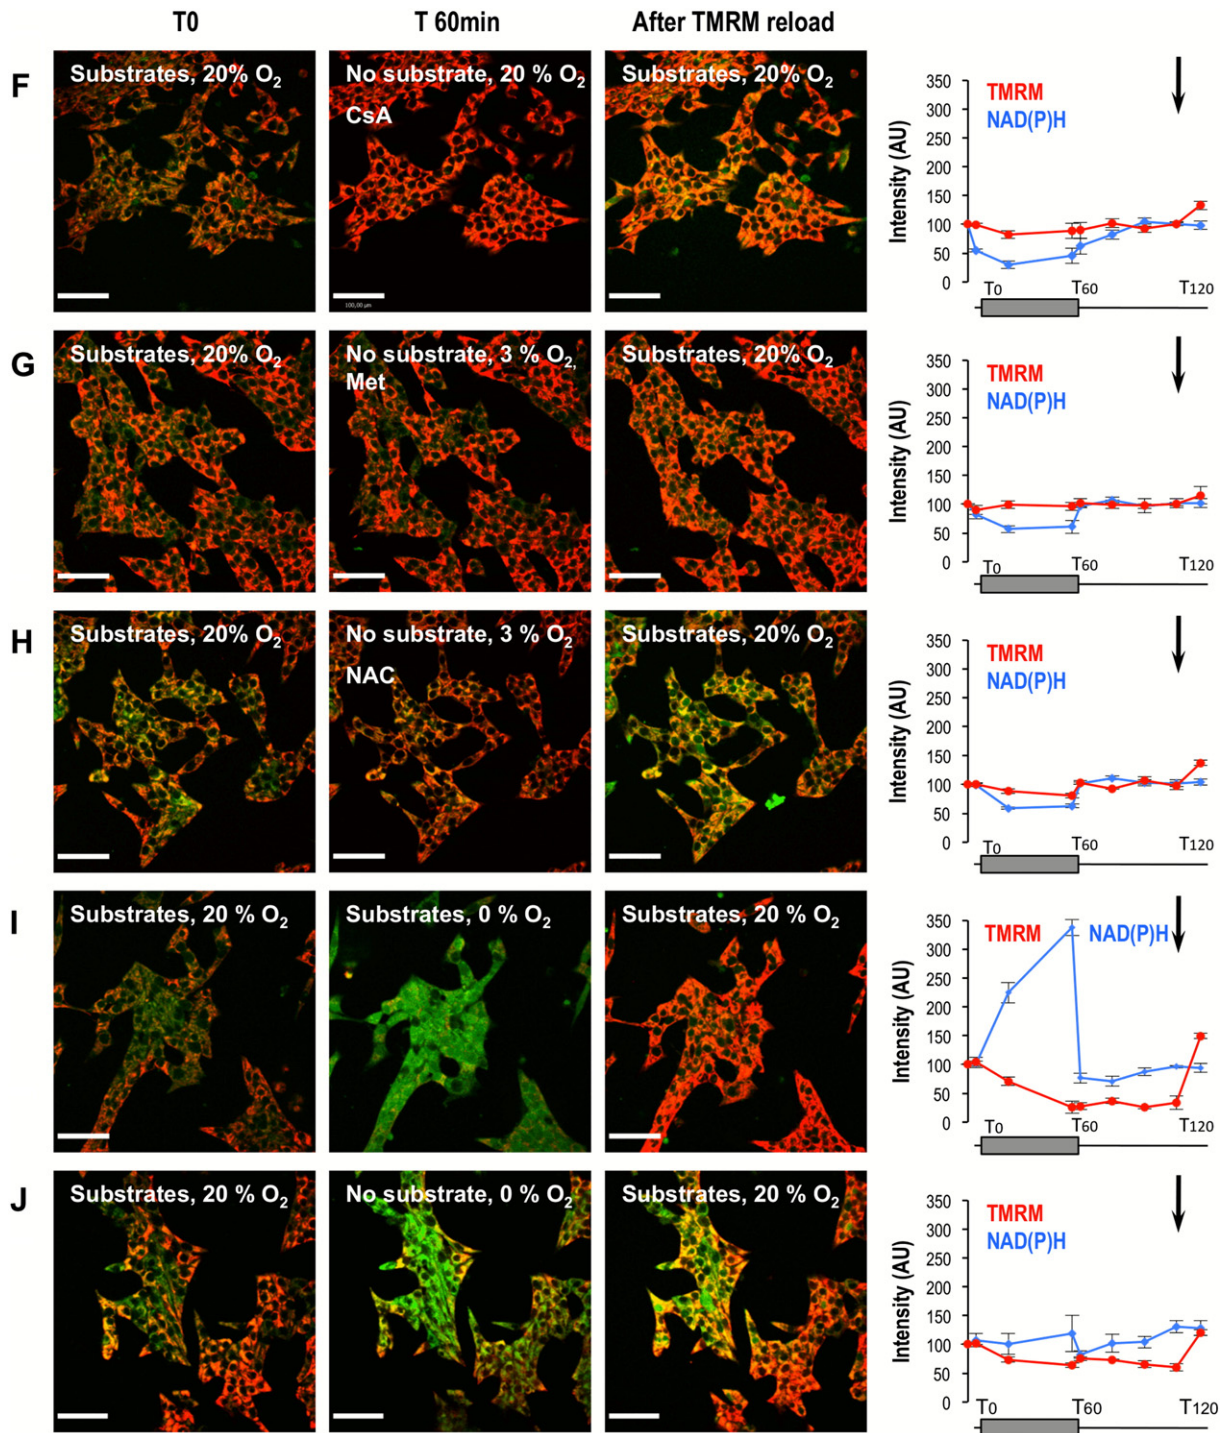 T0 T 60min After TMRM reload
F
Substrates, 20% O₂
No substrate, 20 % O₂
CsA
100,00 µm
Substrates, 20% O₂
Intensity (AU)
350
300
250
200
150
100
50
0
TMRM
NAD(P)H
T₀ T₆₀ T₁₂₀
G
Substrates, 20% O₂
No substrate, 3 % O₂,
Met
Substrates, 20% O₂
Intensity (AU)
350
300
250
200
150
100
50
0
TMRM
NAD(P)H
T₀ T₆₀ T₁₂₀
H
Substrates, 20% O₂
No substrate, 3 % O₂
NAC
Substrates, 20% O₂
Intensity (AU)
350
300
250
200
150
100
50
0
TMRM
NAD(P)H
T₀ T₆₀ T₁₂₀
I
Substrates, 20 % O₂
Substrates, 0 % O₂
Substrates, 20 % O₂
Intensity (AU)
350
300
250
200
150
100
50
0
TMRM NAD(P)H
T₀ T₆₀ T₁₂₀
J
Substrates, 20 % O₂
No substrate, 0 % O₂
Substrates, 20 % O₂
Intensity (AU)
350
300
250
200
150
100
50
0
TMRM
NAD(P)H
T₀ T₆₀ T₁₂₀